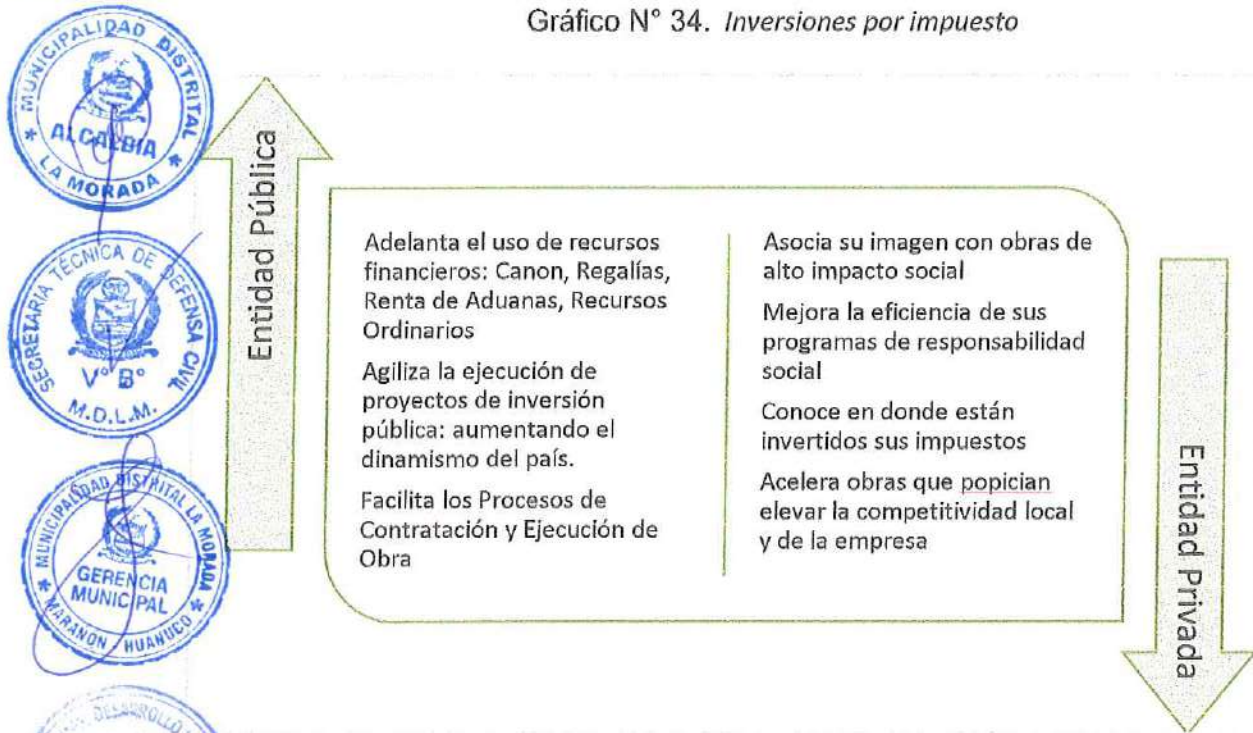 Gráfico N° 34. Inversiones por impuesto
MUNICIPALIDAD DISTRITAL
ALCALDIA
LA MORADA
SECRETARIA TÉCNICA DE DEFENSA CIVIL
V° B°
M.D.L.M.
MUNICIPALIDAD DISTRITAL LA MORADA
GERENCIA
MUNICIPAL
MARAÑON - HUANUCO
DESARROLLO
Entidad Pública
Adelanta el uso de recursos
financieros: Canon, Regalías,
Renta de Aduanas, Recursos
Ordinarios
Agiliza la ejecución de
proyectos de inversión
pública: aumentando el
dinamismo del país.
Facilita los Procesos de
Contratación y Ejecución de
Obra
Asocia su imagen con obras de
alto impacto social
Mejora la eficiencia de sus
programas de responsabilidad
social
Conoce en donde están
invertidos sus impuestos
Acelera obras que popician
elevar la competitividad local
y de la empresa
Entidad Privada